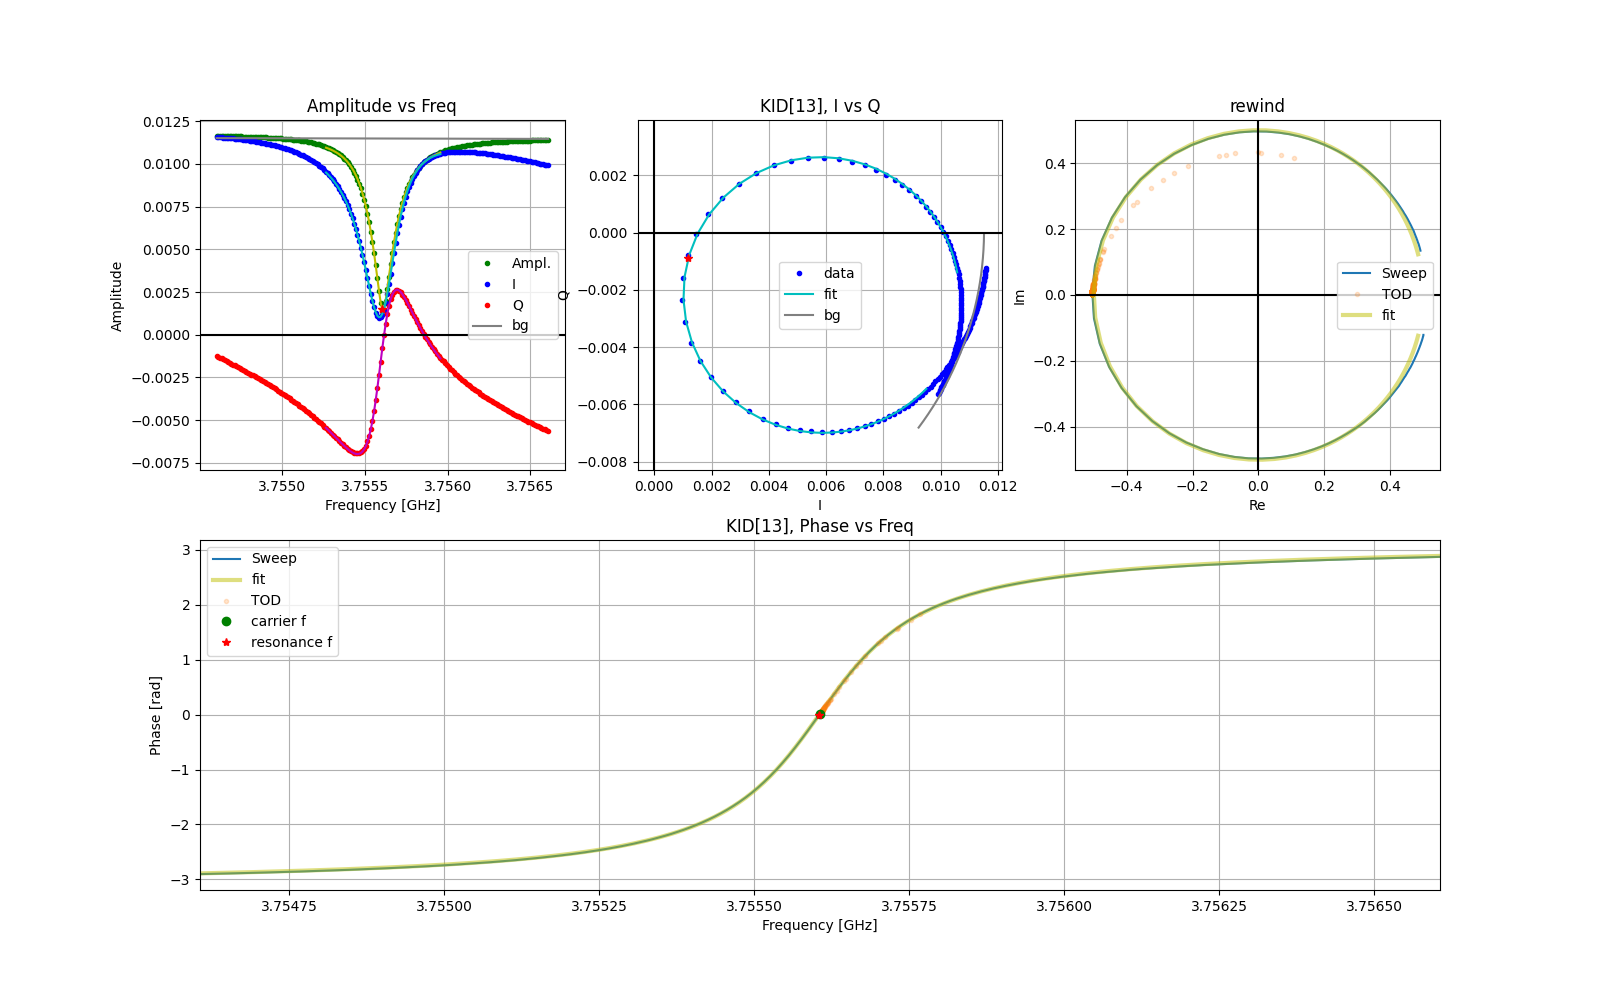 Amplitude vs Freq
0.0125
0.0100
0.0075
0.0050
0.0025
0.0000
−0.0025
−0.0050
−0.0075
Amplitude
Ampl.
I
Q
bg
3.7550
3.7555
3.7560
3.7565
Frequency [GHz]
KID[13], I vs Q
0.002
0.000
−0.002
−0.004
−0.006
−0.008
Q
data
fit
bg
0.000
0.002
0.004
0.006
0.008
0.010
0.012
I
rewind
0.4
0.2
0.0
−0.2
−0.4
Im
Sweep
TOD
fit
−0.4
−0.2
0.0
0.2
0.4
Re
KID[13], Phase vs Freq
3
2
1
0
−1
−2
−3
Phase [rad]
Sweep
fit
TOD
carrier f
resonance f
3.75475
3.75500
3.75525
3.75550
3.75575
3.75600
3.75625
3.75650
Frequency [GHz]